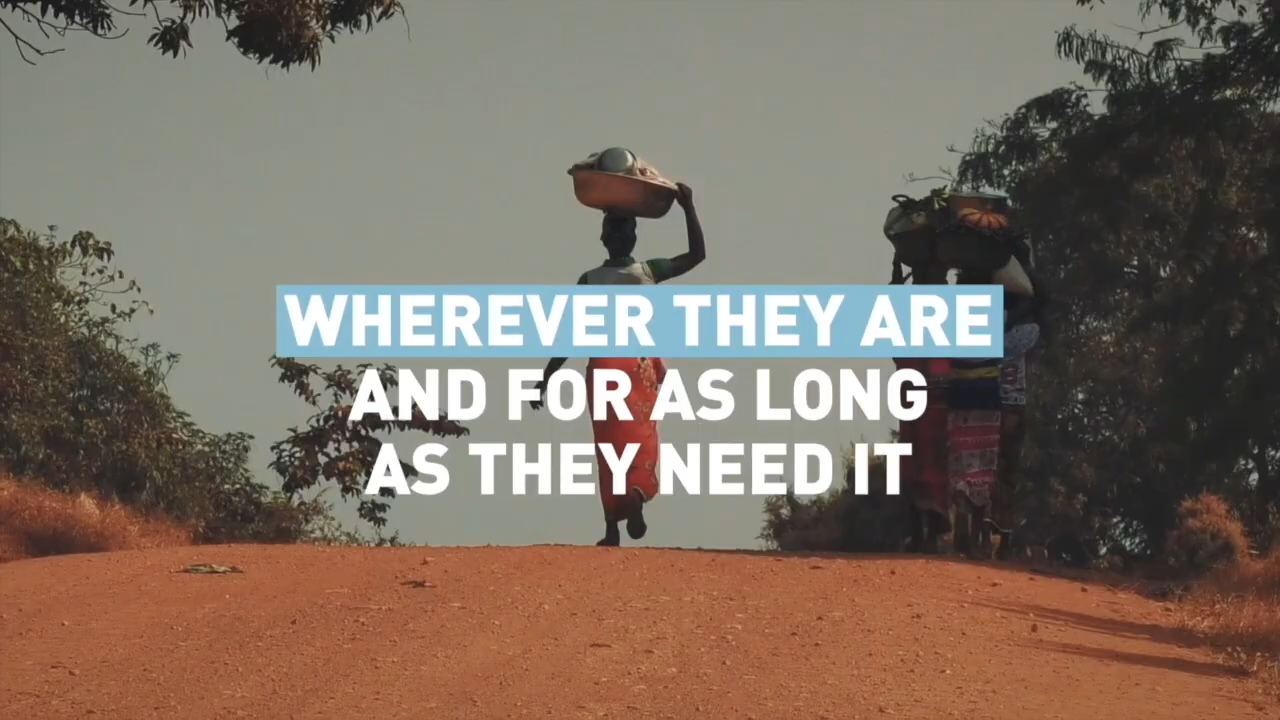 WHEREVER THEY ARE
AND FOR AS LONG
AS THEY NEED IT